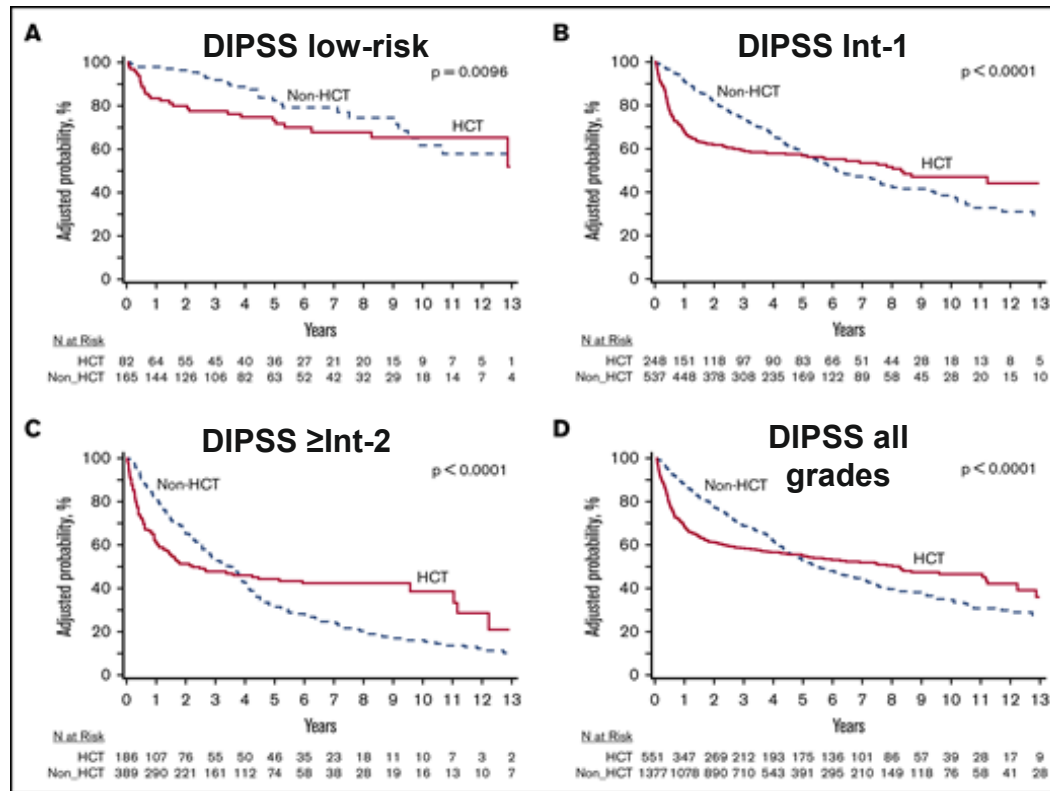 A
DIPSS low-risk
p = 0.0096
100
80
60
40
20
0
Adjusted probability, %
Non-HCT
HCT
0 1 2 3 4 5 6 7 8 9 10 11 12 13
Years
N at Risk
HCT 82 64 55 45 40 36 27 21 20 15 9 7 5 1
Non_HCT 165 144 126 106 82 63 52 42 32 29 18 14 7 4
B
DIPSS Int-1
p < 0.0001
100
80
60
40
20
0
Adjusted probability, %
Non-HCT
HCT
0 1 2 3 4 5 6 7 8 9 10 11 12 13
Years
N at Risk
HCT 248 151 118 97 90 83 66 51 44 28 18 13 8 5
Non_HCT 537 448 378 308 235 169 122 89 58 45 28 20 15 10
C
DIPSS ≥Int-2
p < 0.0001
100
80
60
40
20
0
Adjusted probability, %
Non-HCT
HCT
0 1 2 3 4 5 6 7 8 9 10 11 12 13
Years
N at Risk
HCT 186 107 76 55 50 46 35 23 18 11 10 7 3 2
Non_HCT 389 290 221 161 112 74 58 38 28 19 16 13 10 7
D
DIPSS all
grades
p < 0.0001
100
80
60
40
20
0
Adjusted probability, %
Non-HCT
HCT
0 1 2 3 4 5 6 7 8 9 10 11 12 13
Years
N at Risk
HCT 551 347 269 212 193 175 136 101 86 57 39 28 17 9
Non_HCT 1377 1078 890 710 543 391 295 210 149 118 76 58 41 28